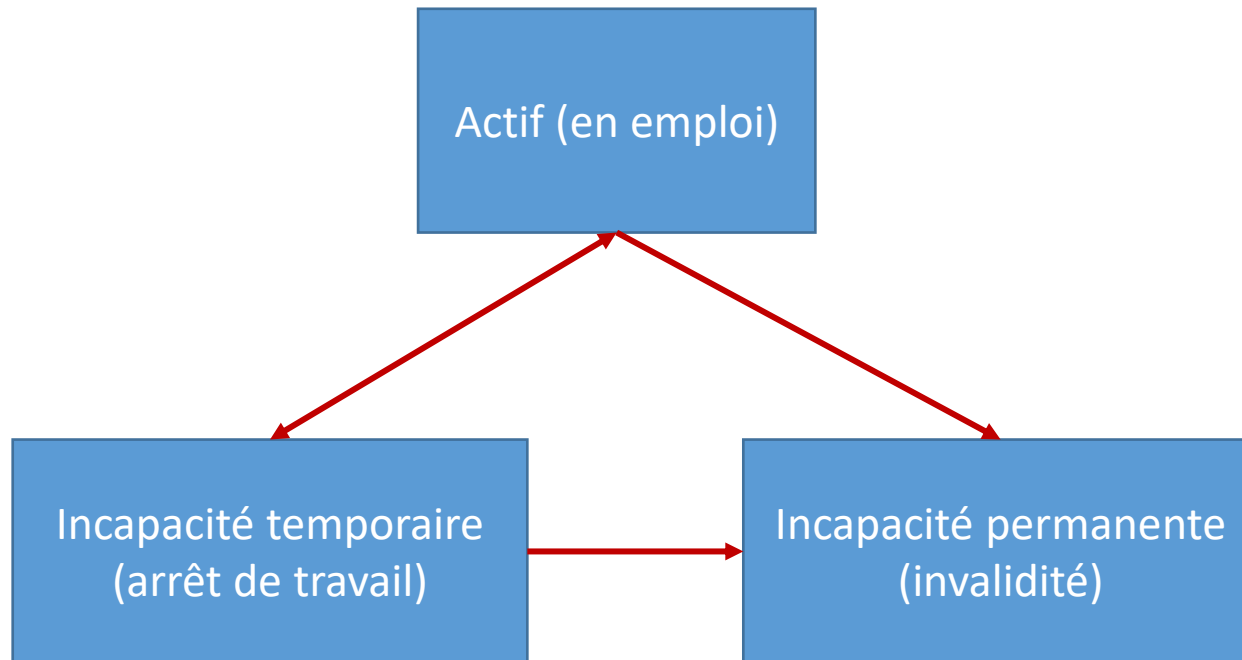 Actif (en emploi)
Incapacité temporaire
(arrêt de travail)
Incapacité permanente
(invalidité)